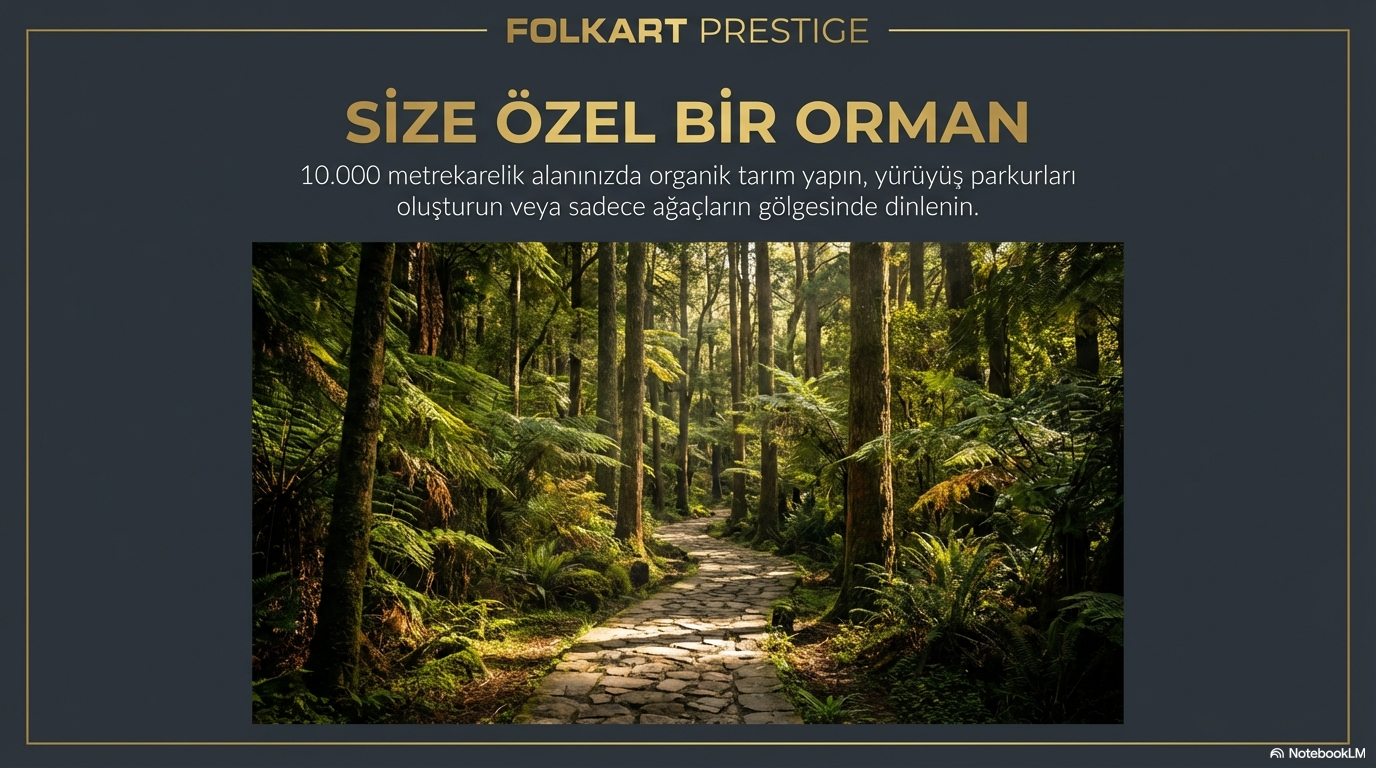 FOLKART PRESTIGE
SİZE ÖZEL BİR ORMAN
10.000 metrekarelik alanınızda organik tarım yapın, yürüyüş parkurları
oluşturun veya sadece ağaçların gölgesinde dinlenin.
NotebookLM